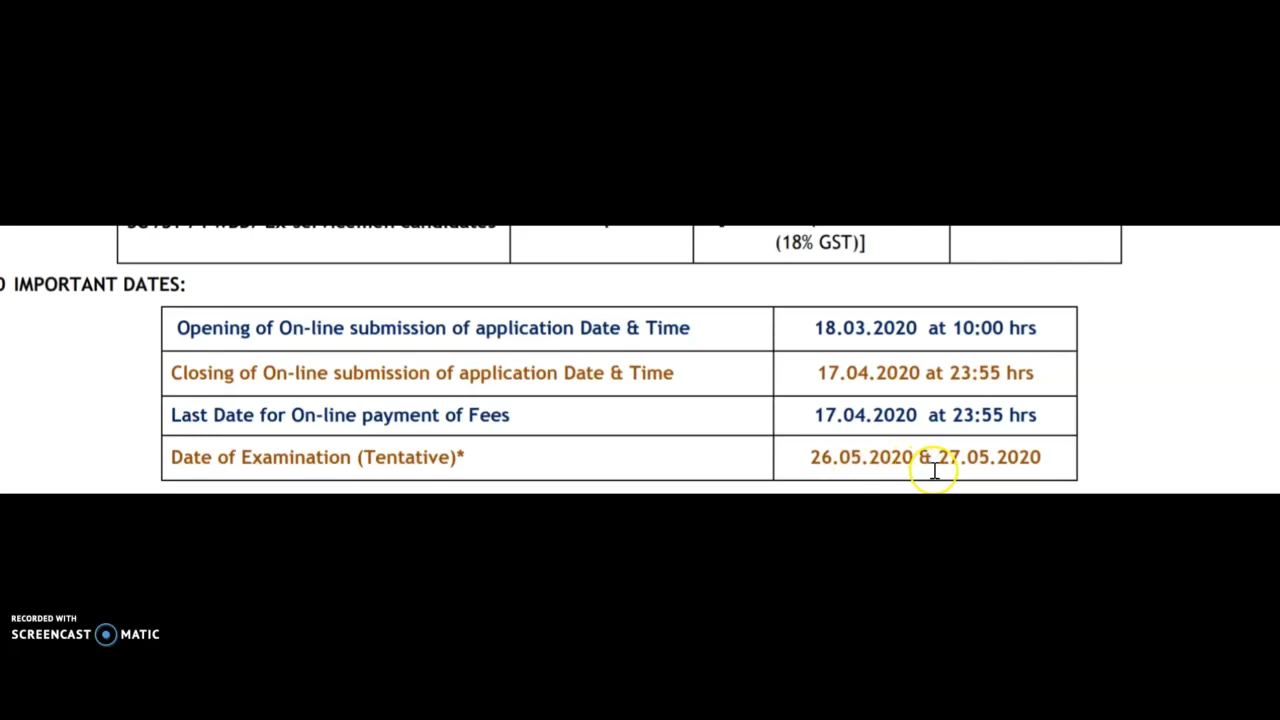 (18% GST)]
0 IMPORTANT DATES:
Opening of On-line submission of application Date & Time 18.03.2020 at 10:00 hrs
Closing of On-line submission of application Date & Time 17.04.2020 at 23:55 hrs
Last Date for On-line payment of Fees 17.04.2020 at 23:55 hrs
Date of Examination (Tentative)* 26.05.2020 & 27.05.2020
RECORDED WITH
SCREENCAST MATIC